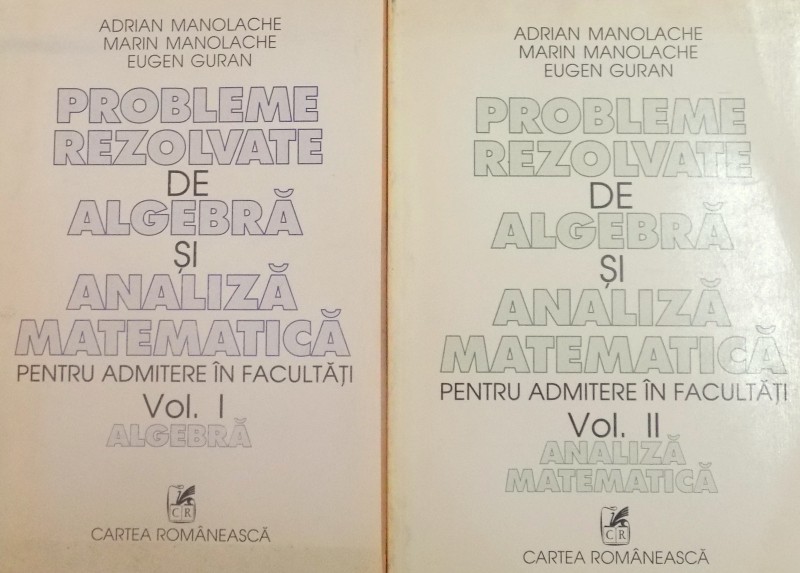 ADRIAN MANOLACHE
MARIN MANOLACHE
EUGEN GURAN
PROBLEME
REZOLVATE
DE
ALGEBRĂ
ȘI
ANALIZĂ
MATEMATICĂ
PENTRU ADMITERE ÎN FACULTĂȚI
Vol. I
ALGEBRĂ
CR
CARTEA ROMÂNEASCĂ
ADRIAN MANOLACHE
MARIN MANOLACHE
EUGEN GURAN
PROBLEME
REZOLVATE
DE
ALGEBRĂ
ȘI
ANALIZĂ
MATEMATICĂ
PENTRU ADMITERE ÎN FACULTĂȚI
Vol. II
ANALIZĂ
MATEMATICĂ
CR
CARTEA ROMÂNEASCĂ